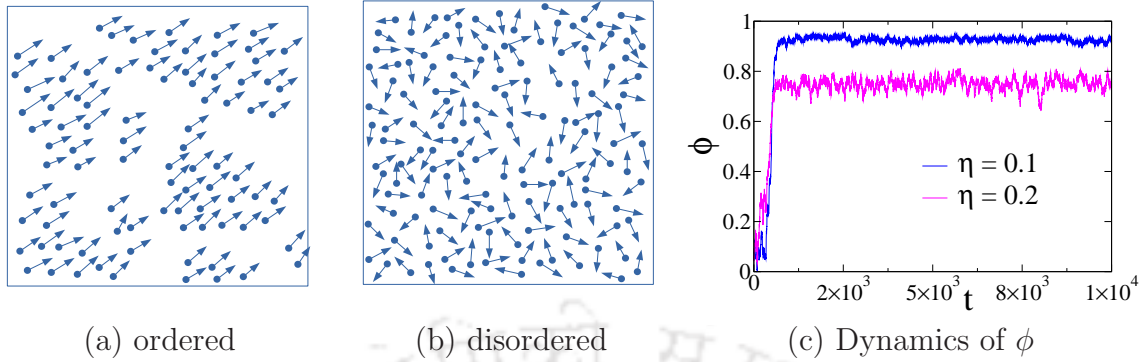 1
0.8
0.6
0.4
0.2
0
ϕ
η = 0.1
η = 0.2
0 2×10³ 5×10³ 8×10³ 1×10⁴
t
(a) ordered (b) disordered (c) Dynamics of ϕ